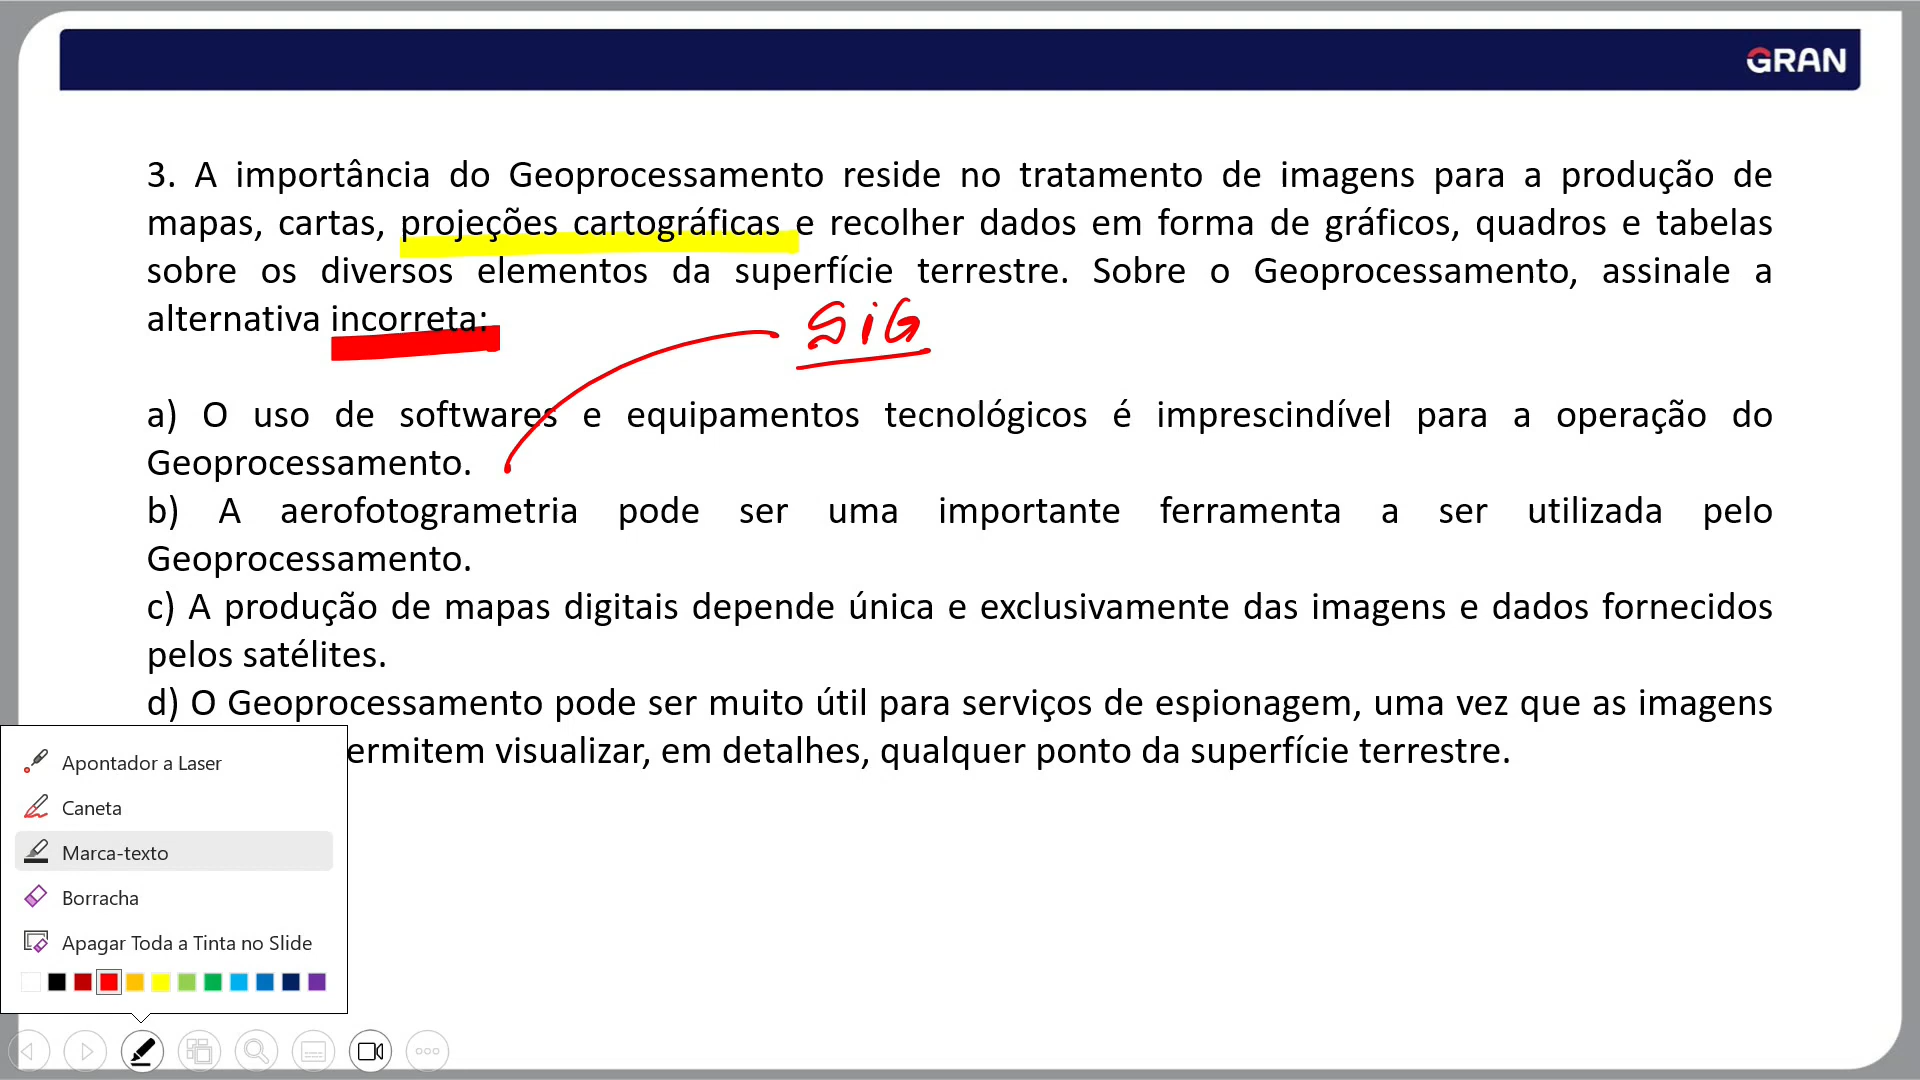 GRAN
3. A importância do Geoprocessamento reside no tratamento de imagens para a produção de
mapas, cartas, projeções cartográficas e recolher dados em forma de gráficos, quadros e tabelas
sobre os diversos elementos da superfície terrestre. Sobre o Geoprocessamento, assinale a
alternativa incorreta:
SiG
a) O uso de softwares e equipamentos tecnológicos é imprescindível para a operação do
Geoprocessamento.
b) A aerofotogrametria pode ser uma importante ferramenta a ser utilizada pelo
Geoprocessamento.
c) A produção de mapas digitais depende única e exclusivamente das imagens e dados fornecidos
pelos satélites.
d) O Geoprocessamento pode ser muito útil para serviços de espionagem, uma vez que as imagens
ermitem visualizar, em detalhes, qualquer ponto da superfície terrestre.
Apontador a Laser
Caneta
Marca-texto
Borracha
Apagar Toda a Tinta no Slide